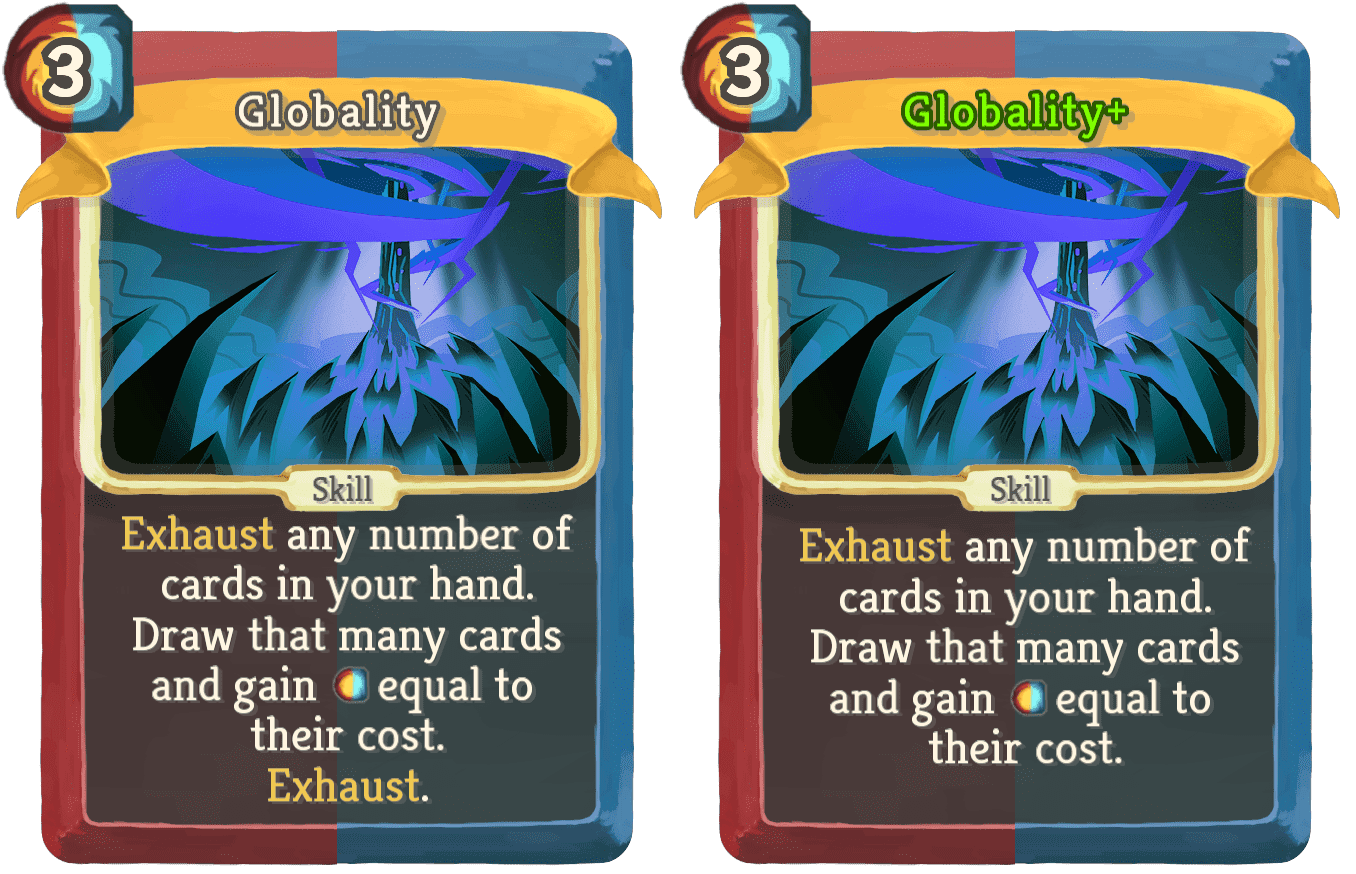 3
Globality
Skill
Exhaust any number of
cards in your hand.
Draw that many cards
and gain equal to
their cost.
Exhaust.
3
Globality+
Skill
Exhaust any number of
cards in your hand.
Draw that many cards
and gain equal to
their cost.